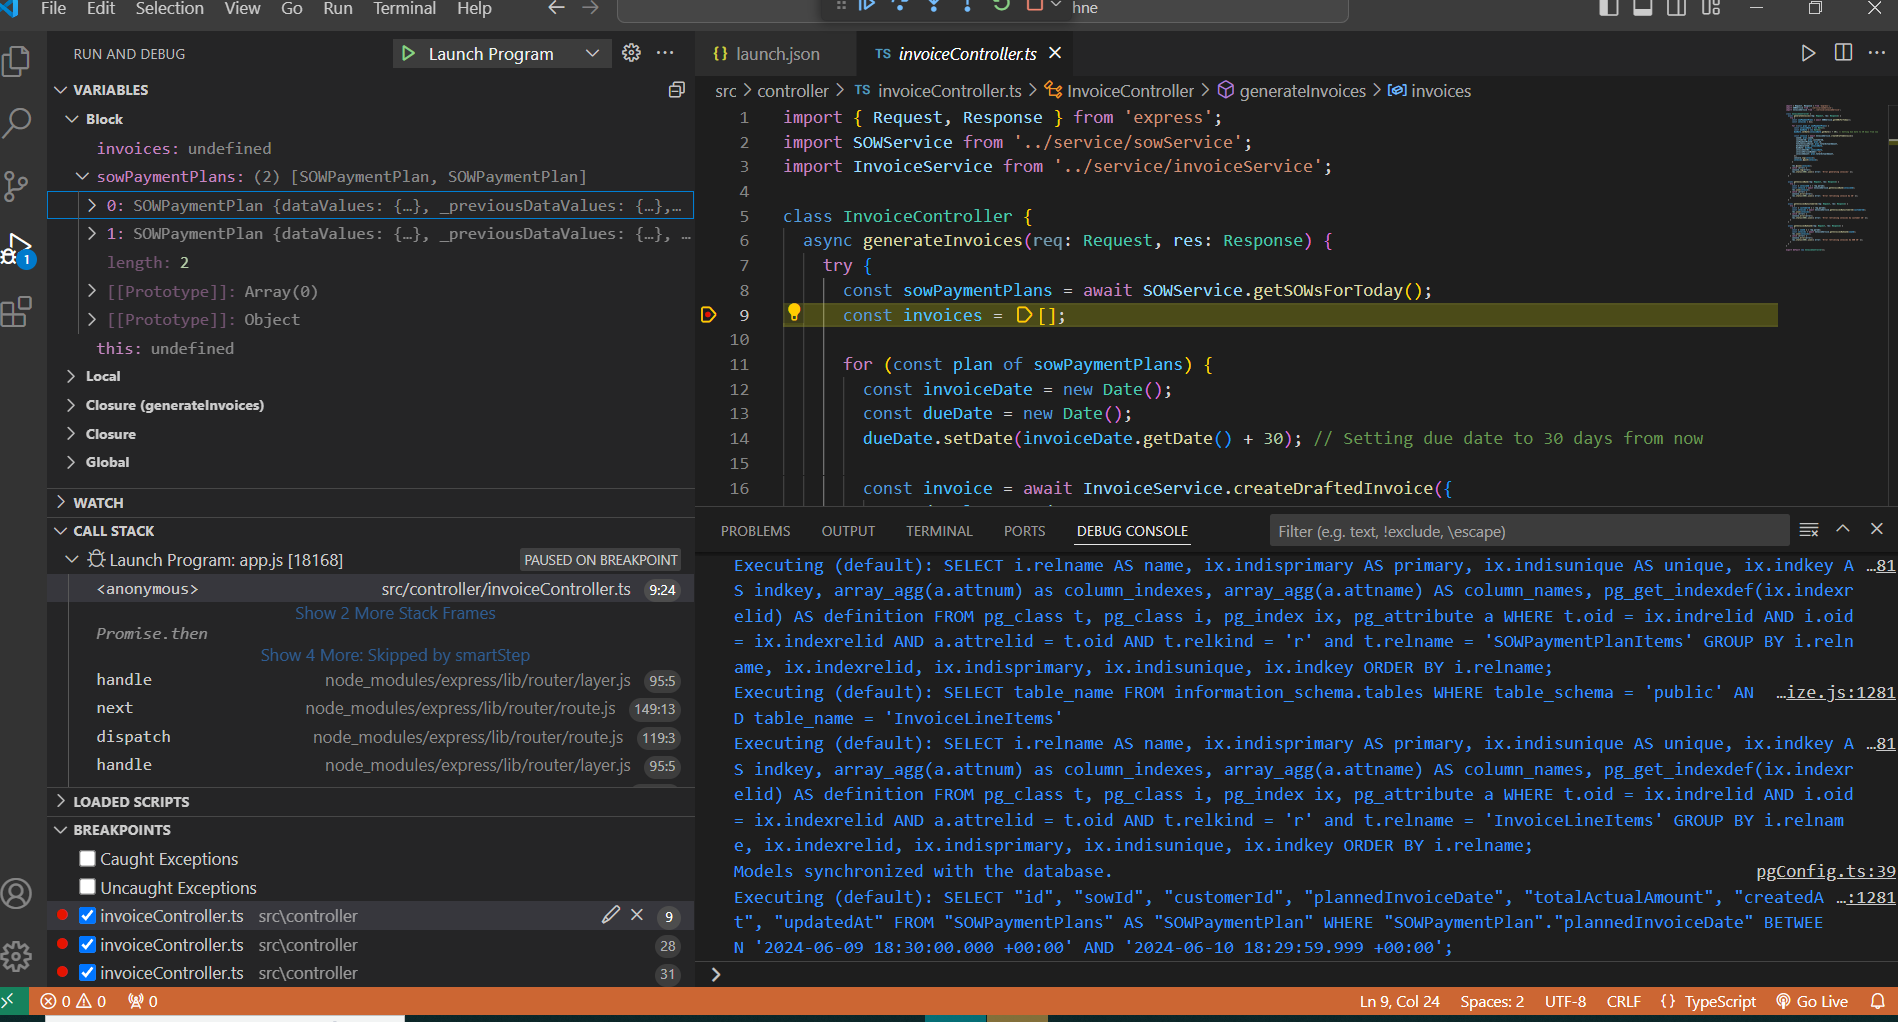 File Edit Selection View Go Run Terminal Help
hne
RUN AND DEBUG
Launch Program
VARIABLES
Block
invoices: undefined
sowPaymentPlans: (2) [SOWPaymentPlan, SOWPaymentPlan]
0: SOWPaymentPlan {dataValues: {…}, _previousDataValues: {…},…
1: SOWPaymentPlan {dataValues: {…}, _previousDataValues: {…}, …
length: 2
[[Prototype]]: Array(0)
[[Prototype]]: Object
this: undefined
Local
Closure (generateInvoices)
Closure
Global
WATCH
CALL STACK
Launch Program: app.js [18168] PAUSED ON BREAKPOINT
<anonymous> src/controller/invoiceController.ts 9:24
Show 2 More Stack Frames
Promise.then
Show 4 More: Skipped by smartStep
handle node_modules/express/lib/router/layer.js 95:5
next node_modules/express/lib/router/route.js 149:13
dispatch node_modules/express/lib/router/route.js 119:3
handle node_modules/express/lib/router/layer.js 95:5
LOADED SCRIPTS
BREAKPOINTS
Caught Exceptions
Uncaught Exceptions
invoiceController.ts src\controller 9
invoiceController.ts src\controller 28
invoiceController.ts src\controller 31
1
{} launch.json
TS invoiceController.ts
src > controller > TS invoiceController.ts > InvoiceController > generateInvoices > invoices
1 import { Request, Response } from 'express';
2 import SOWService from '../service/sowService';
3 import InvoiceService from '../service/invoiceService';
4
5 class InvoiceController {
6 async generateInvoices(req: Request, res: Response) {
7 try {
8 const sowPaymentPlans = await SOWService.getSOWsForToday();
9 const invoices = [];
10
11 for (const plan of sowPaymentPlans) {
12 const invoiceDate = new Date();
13 const dueDate = new Date();
14 dueDate.setDate(invoiceDate.getDate() + 30); // Setting due date to 30 days from now
15
16 const invoice = await InvoiceService.createDraftedInvoice({
PROBLEMS OUTPUT TERMINAL PORTS DEBUG CONSOLE
Filter (e.g. text, !exclude, \escape)
Executing (default): SELECT i.relname AS name, ix.indisprimary AS primary, ix.indisunique AS unique, ix.indkey A …81
S indkey, array_agg(a.attnum) as column_indexes, array_agg(a.attname) AS column_names, pg_get_indexdef(ix.indexr
elid) AS definition FROM pg_class t, pg_class i, pg_index ix, pg_attribute a WHERE t.oid = ix.indrelid AND i.oid
= ix.indexrelid AND a.attrelid = t.oid AND t.relkind = 'r' and t.relname = 'SOWPaymentPlanItems' GROUP BY i.reln
ame, ix.indexrelid, ix.indisprimary, ix.indisunique, ix.indkey ORDER BY i.relname;
Executing (default): SELECT table_name FROM information_schema.tables WHERE table_schema = 'public' AN …ize.js:1281
D table_name = 'InvoiceLineItems'
Executing (default): SELECT i.relname AS name, ix.indisprimary AS primary, ix.indisunique AS unique, ix.indkey A …81
S indkey, array_agg(a.attnum) as column_indexes, array_agg(a.attname) AS column_names, pg_get_indexdef(ix.indexr
elid) AS definition FROM pg_class t, pg_class i, pg_index ix, pg_attribute a WHERE t.oid = ix.indrelid AND i.oid
= ix.indexrelid AND a.attrelid = t.oid AND t.relkind = 'r' and t.relname = 'InvoiceLineItems' GROUP BY i.relnam
e, ix.indexrelid, ix.indisprimary, ix.indisunique, ix.indkey ORDER BY i.relname;
Models synchronized with the database. pgConfig.ts:39
Executing (default): SELECT "id", "sowId", "customerId", "plannedInvoiceDate", "totalActualAmount", "createdA …:1281
t", "updatedAt" FROM "SOWPaymentPlans" AS "SOWPaymentPlan" WHERE "SOWPaymentPlan"."plannedInvoiceDate" BETWEE
N '2024-06-09 18:30:00.000 +00:00' AND '2024-06-10 18:29:59.999 +00:00';
0 0 0
Ln 9, Col 24 Spaces: 2 UTF-8 CRLF {} TypeScript Go Live